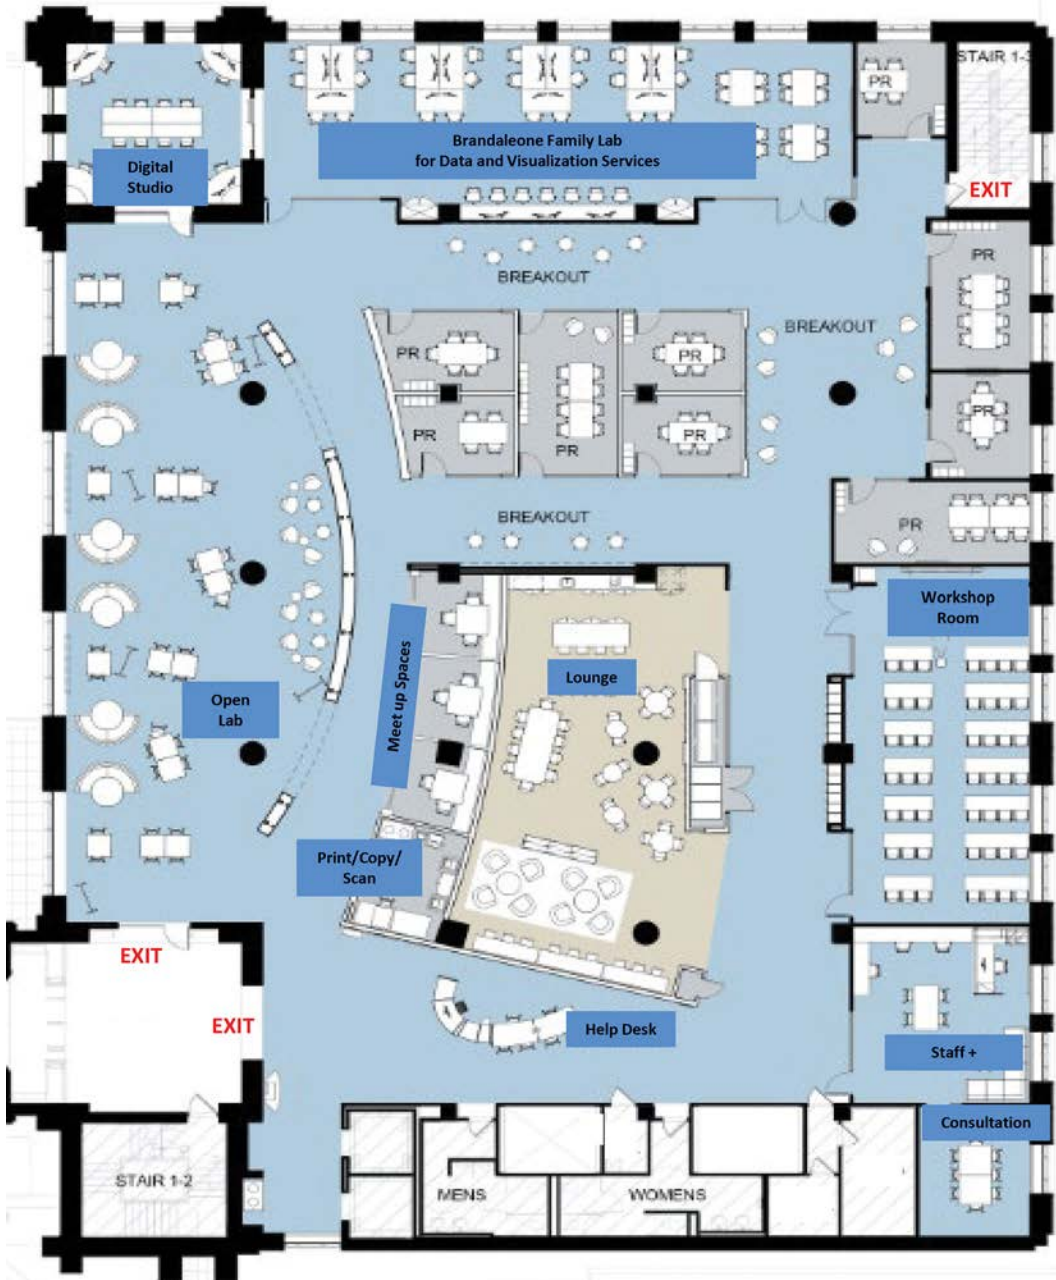 STAIR 1-3
PR
Brandaleone Family Lab
for Data and Visualization Services
Digital
Studio
EXIT
PR
BREAKOUT
BREAKOUT
PR
PR
PR
PR
PR
PR
BREAKOUT
PR
Workshop
Room
Meet up Spaces
Lounge
Open
Lab
Print/Copy/
Scan
EXIT
EXIT
Help Desk
Staff +
Consultation
STAIR 1-2
MENS
WOMENS